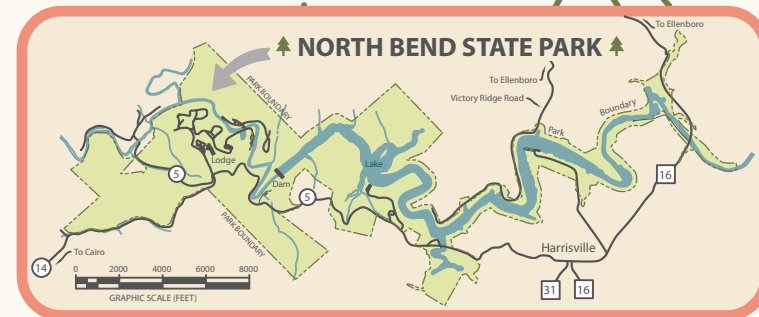 NORTH BEND STATE PARK
To Ellenboro
To Ellenboro
Victory Ridge Road
PARK BOUNDARY
Park
Boundary
Lodge
Lake
Dam
5
5
16
PARK BOUNDARY
Harrisville
To Cairo
14
31
16
0 2000 4000 6000 8000
GRAPHIC SCALE (FEET)